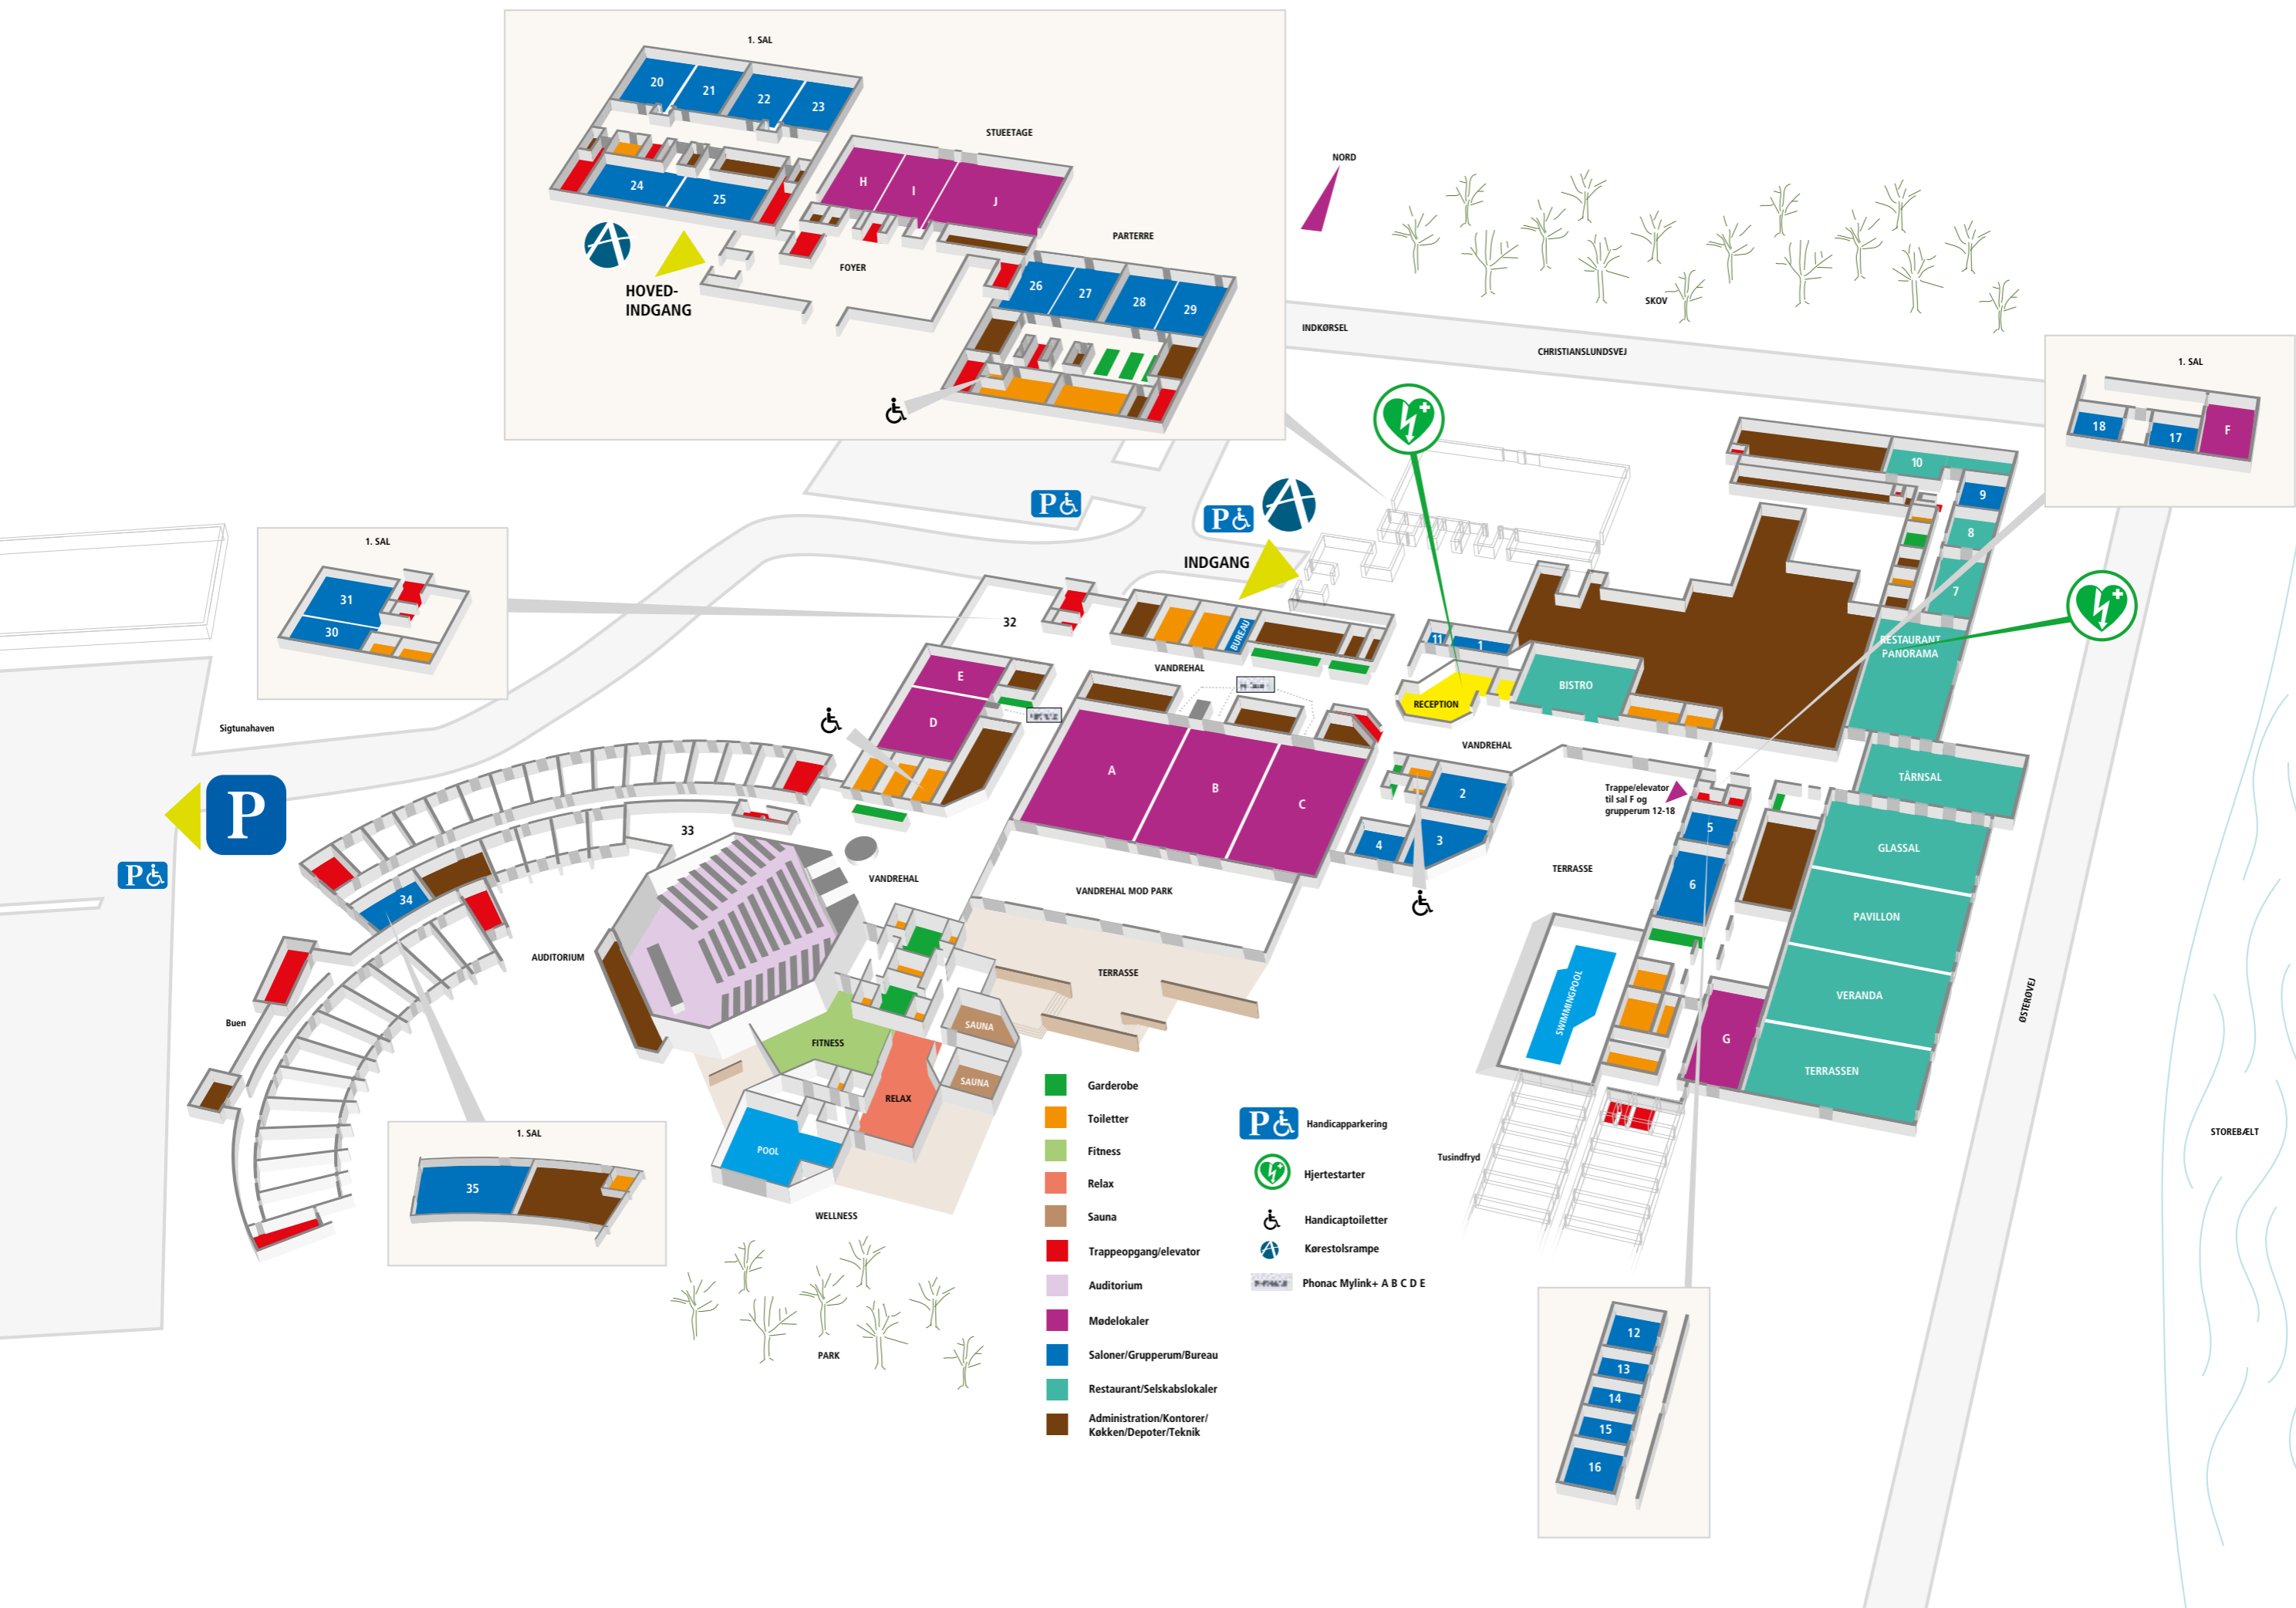 1. SAL
20
21
22
23
24
25
STUEETAGE
H
I
J
FOYER
HOVED-
INDGANG
PARTERRE
26
27
28
29
NORD
SKOV
INDKØRSEL
CHRISTIANSLUNDSVEJ
1. SAL
18
17
F
1. SAL
31
30
P
P
INDGANG
32
BUREAU
VANDREHAL
11
1
RECEPTION
BISTRO
10
9
8
7
RESTAURANT
PANORAMA
E
D
A
B
C
VANDREHAL
2
3
4
Trappe/elevator
til sal F og
grupperum 12-18
TÅRNSAL
GLASSAL
PAVILLON
VERANDA
TERRASSEN
5
6
G
TERRASSE
SWIMMINGPOOL
ØSTERØVJ
STOREBÆLT
Sigtunahaven
P
P
33
34
VANDREHAL
VANDREHAL MOD PARK
TERRASSE
AUDITORIUM
Buen
FITNESS
SAUNA
SAUNA
RELAX
POOL
WELLNESS
PARK
1. SAL
35
Tusindfryd
12
13
14
15
16
Garderobe
Toiletter
Fitness
Relax
Sauna
Trappeopgang/elevator
Auditorium
Mødelokaler
Saloner/Grupperum/Bureau
Restaurant/Selskabslokaler
Administration/Kontorer/
Køkken/Depoter/Teknik
P
Handicapparkering
Hjertestarter
Handicaptoiletter
Kørestolsrampe
Phonac Mylink+ A B C D E